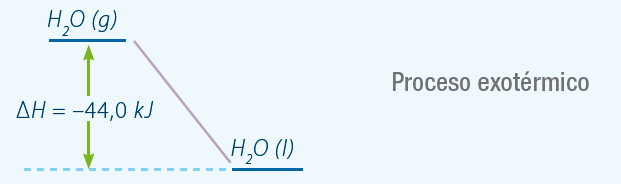 H₂O (g)
Proceso exotérmico
ΔH = –44,0 kJ
H₂O (l)